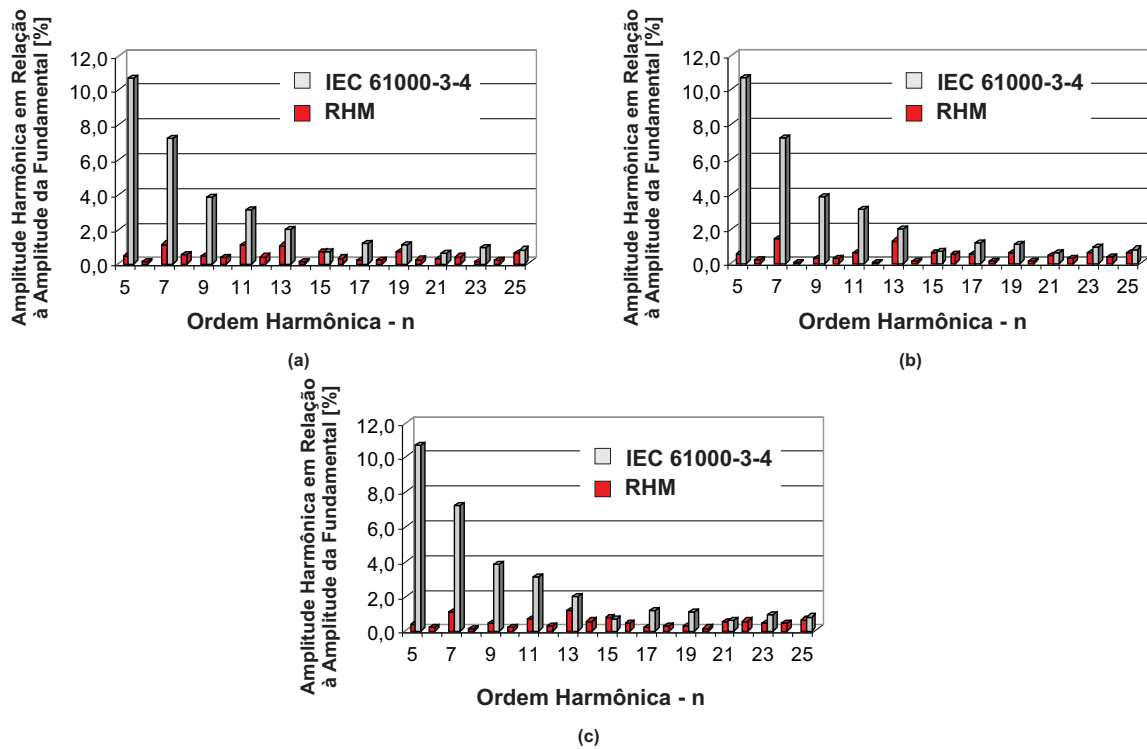 Amplitude Harmônica em Relação
à Amplitude da Fundamental [%]
12,0
10,0
8,0
6,0
4,0
2,0
0,0
IEC 61000-3-4
RHM
5 7 9 11 13 15 17 19 21 23 25
Ordem Harmônica - n
(a)
Amplitude Harmônica em Relação
à Amplitude da Fundamental [%]
12,0
10,0
8,0
6,0
4,0
2,0
0,0
IEC 61000-3-4
RHM
5 7 9 11 13 15 17 19 21 23 25
Ordem Harmônica - n
(b)
Amplitude Harmônica em Relação
à Amplitude da Fundamental [%]
12,0
10,0
8,0
6,0
4,0
2,0
0,0
IEC 61000-3-4
RHM
5 7 9 11 13 15 17 19 21 23 25
Ordem Harmônica - n
(c)